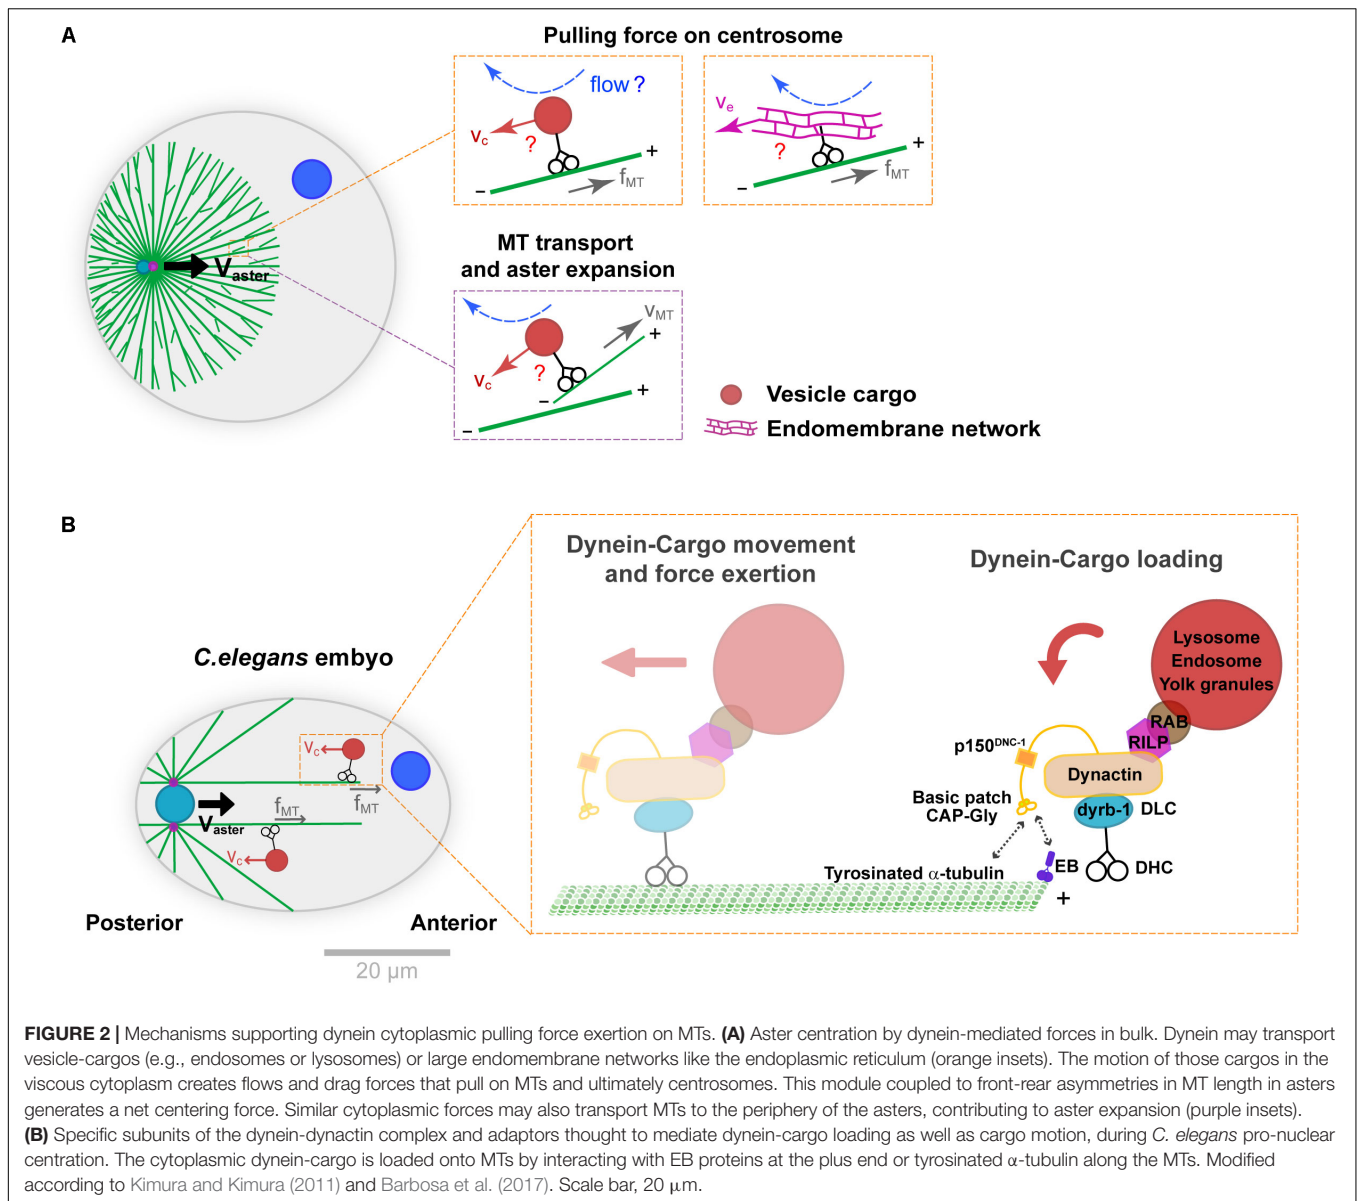 A
Pulling force on centrosome
flow ?
vc
?
+
−
fMT
ve
?
+
−
fMT
Vaster
MT transport
and aster expansion
vMT
+
vc
?
−
+
−
Vesicle cargo
Endomembrane network
B
Dynein-Cargo movement
and force exertion
Dynein-Cargo loading
Lysosome
Endosome
Yolk granules
RAB
RILP
p150DNC-1
Dynactin
Basic patch
CAP-Gly
dyrb-1
DLC
Tyrosinated α-tubulin
EB
DHC
+
C.elegans embyo
Vc
fMT
fMT
Vaster
Vc
Posterior
Anterior
20 μm
FIGURE 2 | Mechanisms supporting dynein cytoplasmic pulling force exertion on MTs. (A) Aster centration by dynein-mediated forces in bulk. Dynein may transport
vesicle-cargos (e.g., endosomes or lysosomes) or large endomembrane networks like the endoplasmic reticulum (orange insets). The motion of those cargos in the
viscous cytoplasm creates flows and drag forces that pull on MTs and ultimately centrosomes. This module coupled to front-rear asymmetries in MT length in asters
generates a net centering force. Similar cytoplasmic forces may also transport MTs to the periphery of the asters, contributing to aster expansion (purple insets).
(B) Specific subunits of the dynein-dynactin complex and adaptors thought to mediate dynein-cargo loading as well as cargo motion, during C. elegans pro-nuclear
centration. The cytoplasmic dynein-cargo is loaded onto MTs by interacting with EB proteins at the plus end or tyrosinated α-tubulin along the MTs. Modified
according to Kimura and Kimura (2011) and Barbosa et al. (2017). Scale bar, 20 μm.